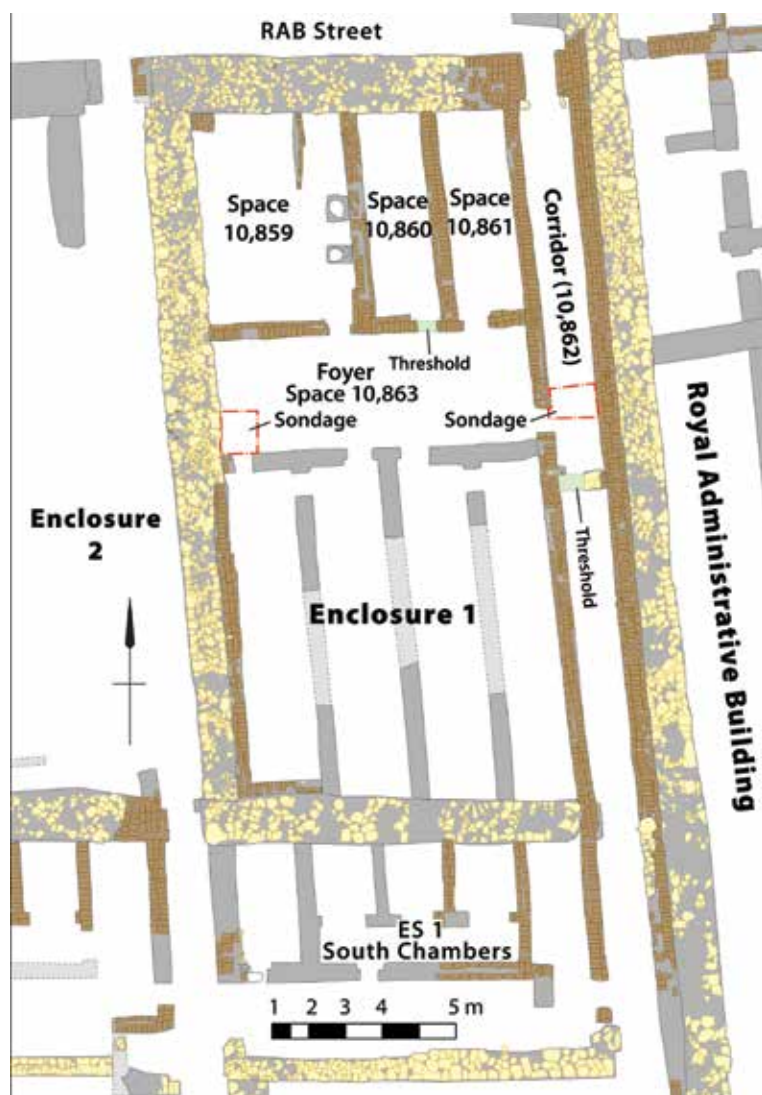 RAB Street
Space
10,859
Space
10,860
Space
10,861
Corridor (10,862)
Threshold
Foyer
Space 10,863
Sondage
Sondage
Threshold
Enclosure
2
Enclosure 1
Royal Administrative Building
ES 1
South Chambers
1 2 3 4 5 m